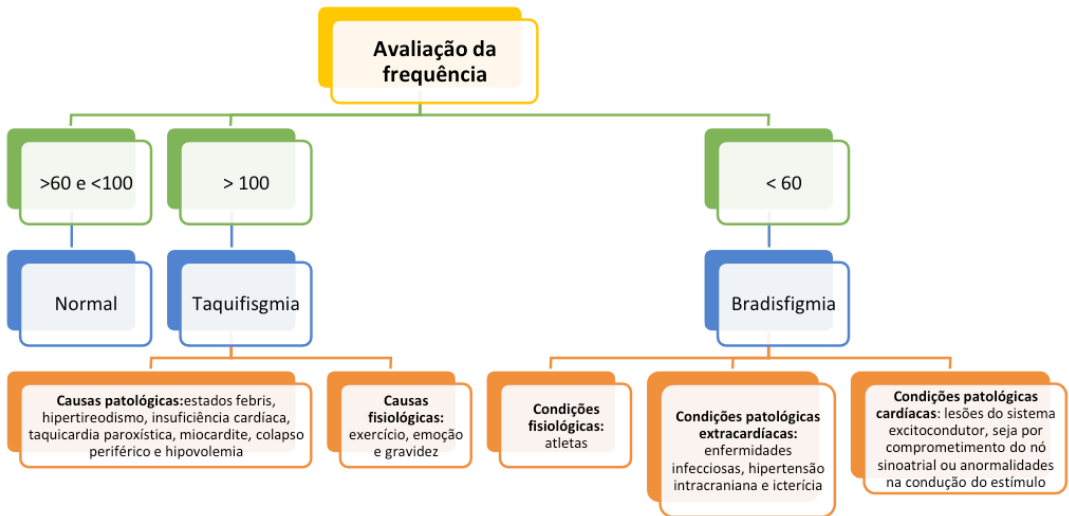 Avaliação da
frequência
>60 e <100
> 100
< 60
Normal
Taquifisgmia
Bradisfigmia
Causas patológicas:estados febris,
hipertireodismo, insuficiência cardíaca,
taquicardia paroxística, miocardite, colapso
periférico e hipovolemia
Causas
fisiológicas:
exercício, emoção
e gravidez
Condições
fisiológicas:
atletas
Condições patológicas
extracardíacas:
enfermidades
infecciosas, hipertensão
intracraniana e icterícia
Condições patológicas
cardíacas: lesões do sistema
excitocondutor, seja por
comprometimento do nó
sinoatrial ou anormalidades
na condução do estímulo